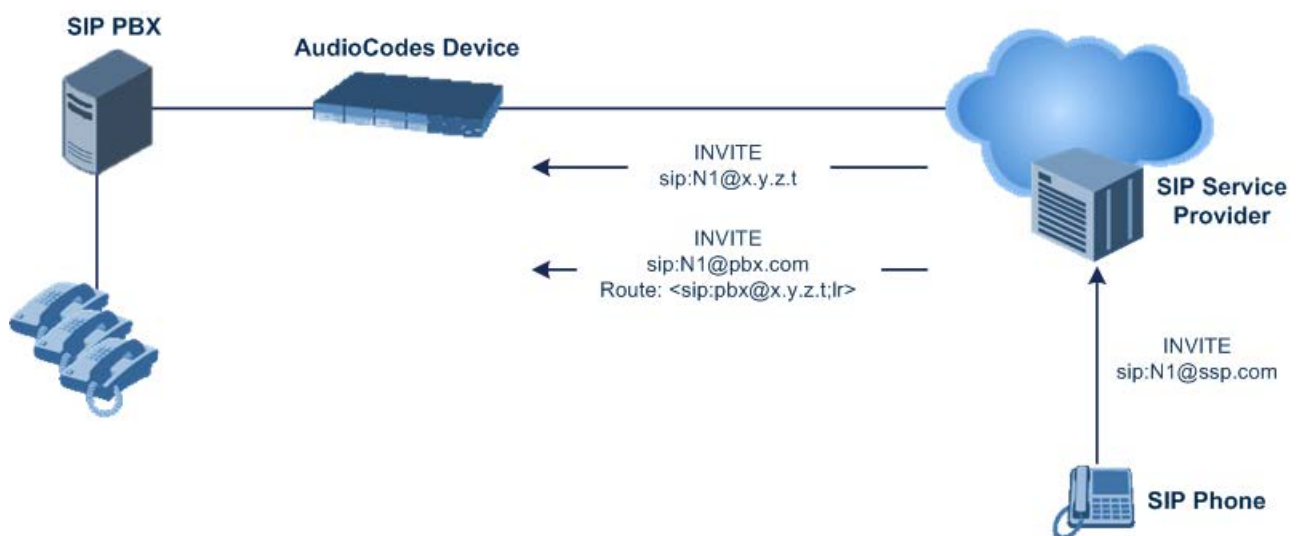 SIP PBX
AudioCodes Device
INVITE
sip:N1@x.y.z.t
SIP Service
Provider
INVITE
sip:N1@pbx.com
Route: <sip:pbx@x.y.z.t;lr>
INVITE
sip:N1@ssp.com
SIP Phone